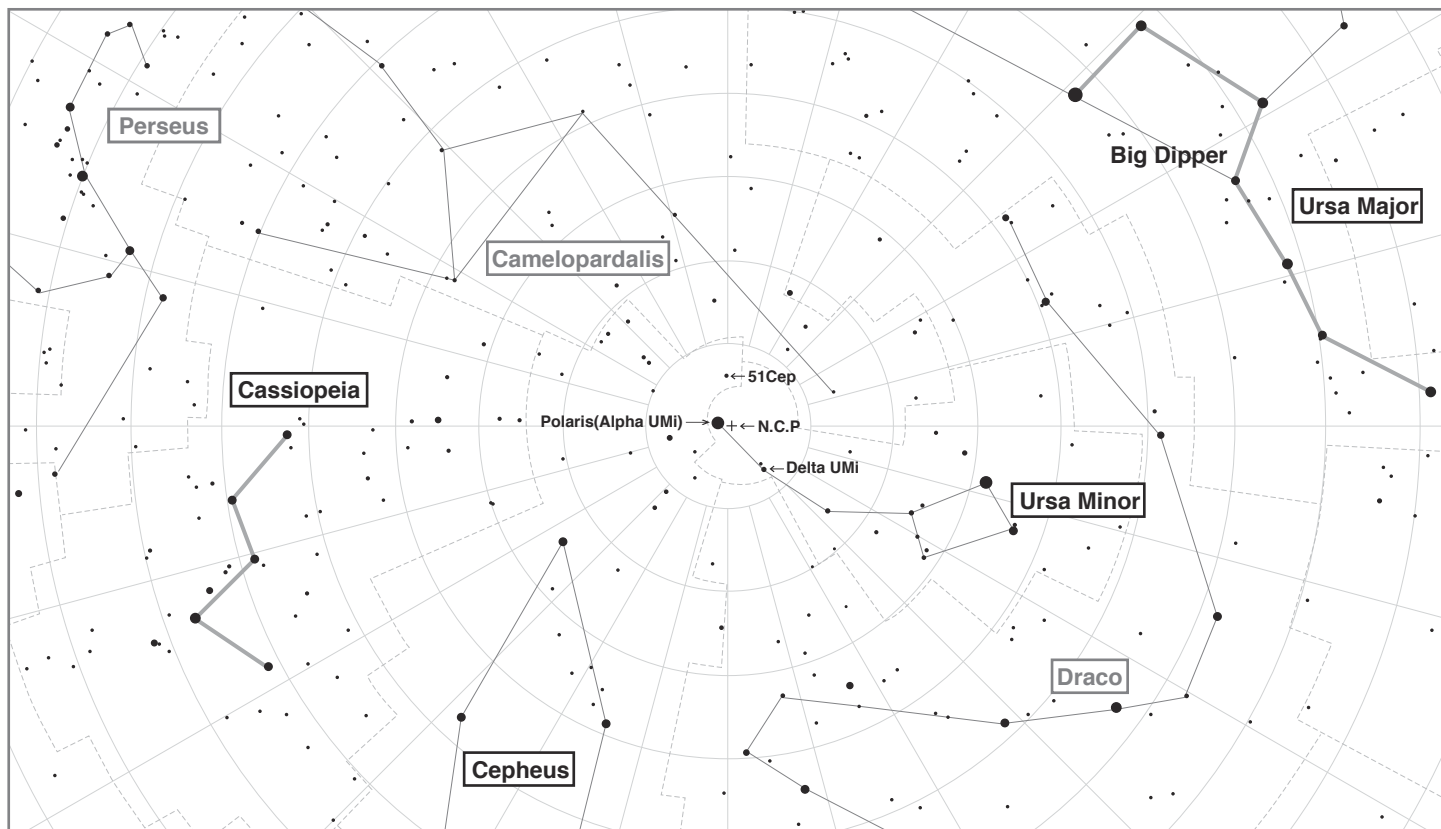 Perseus
Big Dipper
Ursa Major
Camelopardalis
Cassiopeia
←51Cep
Polaris(Alpha UMi)→
←N.C.P
←Delta UMi
Ursa Minor
Draco
Cepheus